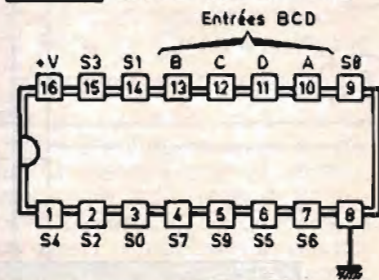 Entrées BCD
+V S3 S1 B C D A S8
16 15 14 13 12 11 10 9
1 2 3 4 5 6 7 8
S4 S2 S0 S7 S9 S5 S6